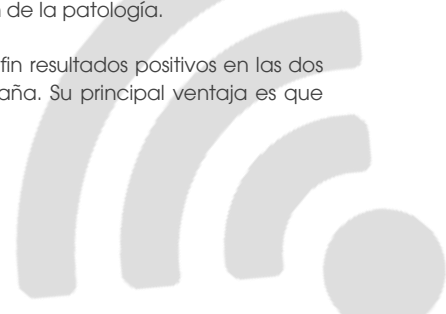 de la patología.
fin resultados positivos en las dos
aña. Su principal ventaja es que